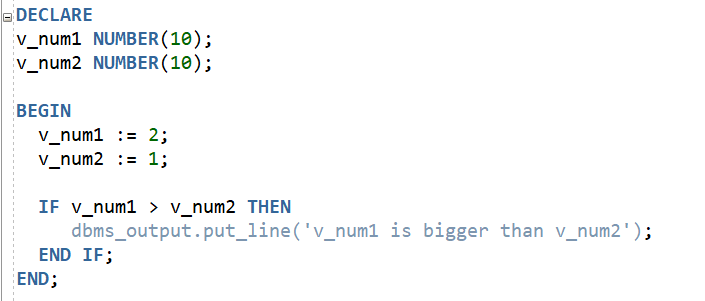 DECLARE
v_num1 NUMBER(10);
v_num2 NUMBER(10);
BEGIN
v_num1 := 2;
v_num2 := 1;
IF v_num1 > v_num2 THEN
dbms_output.put_line('v_num1 is bigger than v_num2');
END IF;
END;